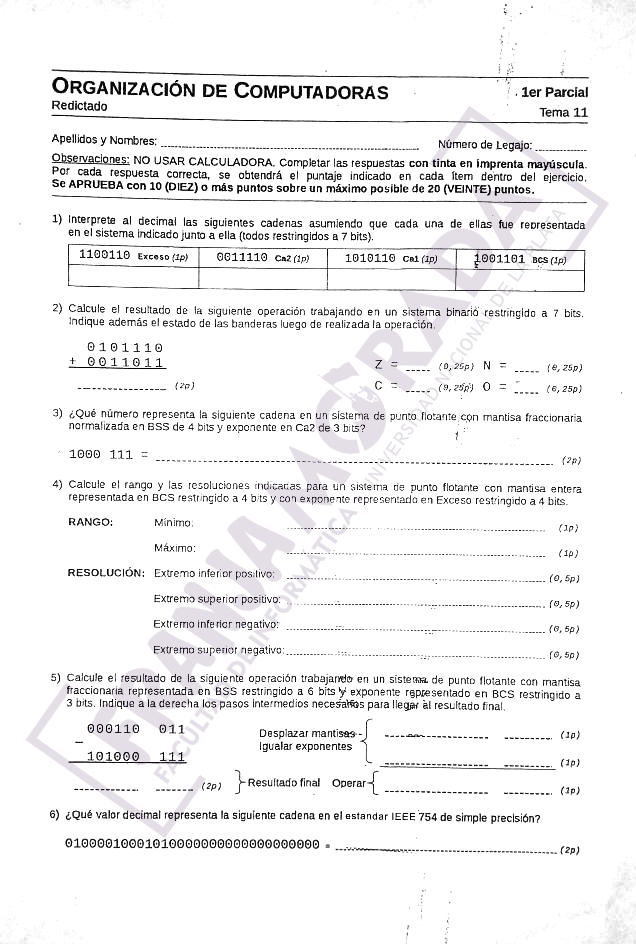 ORGANIZACIÓN DE COMPUTADORAS
1er Parcial
Redictado
Tema 11
Apellidos y Nombres:
Número de Legajo:
Observaciones: NO USAR CALCULADORA. Completar las respuestas con tinta en imprenta mayúscula.
Por cada respuesta correcta, se obtendrá el puntaje indicado en cada ítem dentro del ejercicio.
Se APRUEBA con 10 (DIEZ) o más puntos sobre un máximo posible de 20 (VEINTE) puntos.
1) Interprete al decimal las siguientes cadenas asumiendo que cada una de ellas fue representada
en el sistema indicado junto a ella (todos restringidos a 7 bits).
1100110 Exceso (1p) 0011110 Ca2 (1p) 1010110 Ca1 (1p) 1001101 BCS (1p)
2) Calcule el resultado de la siguiente operación trabajando en un sistema binario restringido a 7 bits.
Indique además el estado de las banderas luego de realizada la operación.
0101110
+ 0011011
(2p)
Z = (0,25p) N = (0,25p)
C = (0,25p) O = (0,25p)
3) ¿Qué número representa la siguiente cadena en un sistema de punto flotante con mantisa fraccionaria
normalizada en BSS de 4 bits y exponente en Ca2 de 3 bits?
1000 111 = (2p)
4) Calcule el rango y las resoluciones indicadas para un sistema de punto flotante con mantisa entera
representada en BCS restringido a 4 bits y con exponente representado en Exceso restringido a 4 bits.
RANGO: Mínimo: (1p)
Máximo: (1p)
RESOLUCIÓN: Extremo inferior positivo: (0,5p)
Extremo superior positivo: (0,5p)
Extremo inferior negativo: (0,5p)
Extremo superior negativo: (0,5p)
5) Calcule el resultado de la siguiente operación trabajando en un sistema de punto flotante con mantisa
fraccionaria representada en BSS restringido a 6 bits y exponente representado en BCS restringido a
3 bits. Indique a la derecha los pasos intermedios necesarios para llegar al resultado final.
000110 011
-
101000 111
Desplazar mantisas
Igualar exponentes
(1p)
(1p)
(2p) Resultado final Operar (1p)
6) ¿Qué valor decimal representa la siguiente cadena en el estandar IEEE 754 de simple precisión?
01000010001010000000000000000000 = (2p)
FRANJA MORADA
FACULTAD DE INFORMÁTICA UNIVERSIDAD NACIONAL DE LA PLATA